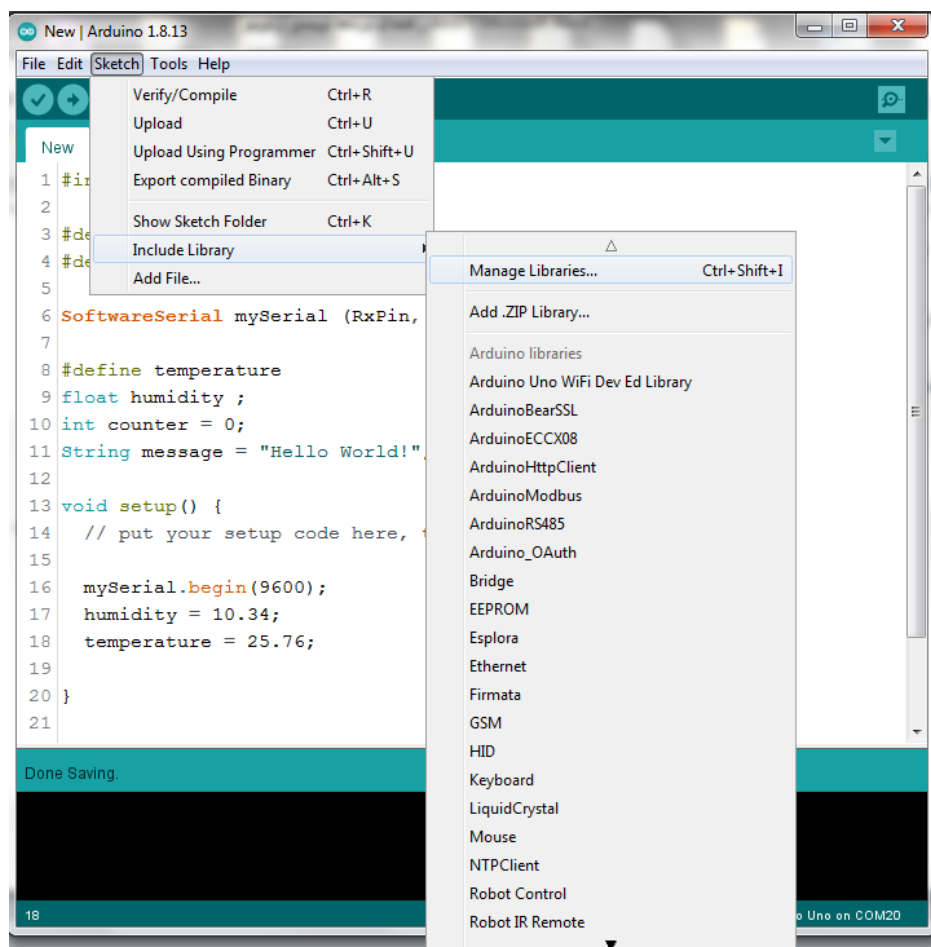 New | Arduino 1.8.13
File Edit Sketch Tools Help
Verify/Compile Ctrl+R
Upload Ctrl+U
Upload Using Programmer Ctrl+Shift+U
Export compiled Binary Ctrl+Alt+S
Show Sketch Folder Ctrl+K
Include Library
Add File...
Manage Libraries... Ctrl+Shift+I
Add .ZIP Library...
Arduino libraries
Arduino Uno WiFi Dev Ed Library
ArduinoBearSSL
ArduinoECCX08
ArduinoHttpClient
ArduinoModbus
ArduinoRS485
Arduino_OAuth
Bridge
EEPROM
Esplora
Ethernet
Firmata
GSM
HID
Keyboard
LiquidCrystal
Mouse
NTPClient
Robot Control
Robot IR Remote
New
1 #in
2
3 #de
4 #de
5
6 SoftwareSerial mySerial (RxPin,
7
8 #define temperature
9 float humidity ;
10 int counter = 0;
11 String message = "Hello World!"
12
13 void setup() {
14 // put your setup code here,
15
16 mySerial.begin(9600);
17 humidity = 10.34;
18 temperature = 25.76;
19
20 }
21
Done Saving.
18
o Uno on COM20